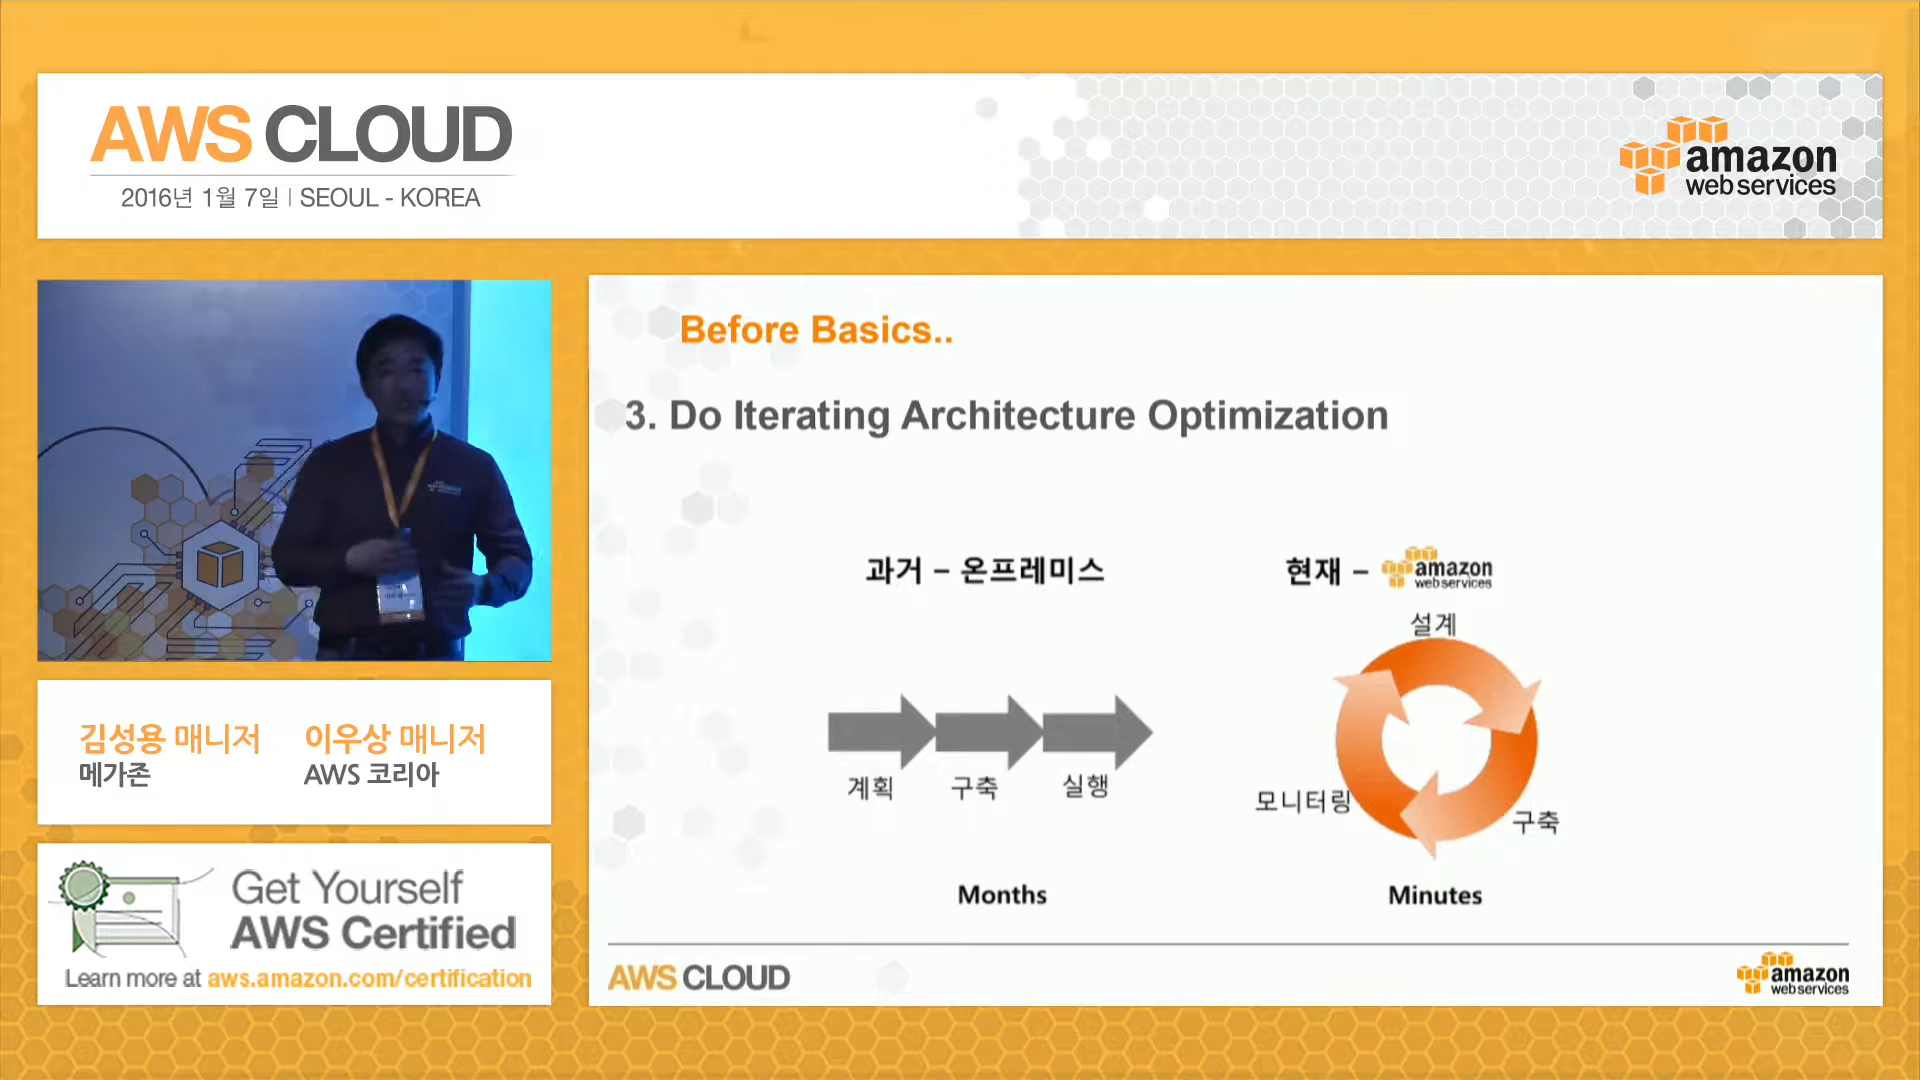 AWS CLOUD
2016년 1월 7일 | SEOUL - KOREA
amazon
web services
김성용 매니저
메가존
이우상 매니저
AWS 코리아
Get Yourself
AWS Certified
Learn more at aws.amazon.com/certification
Before Basics..
3. Do Iterating Architecture Optimization
과거 – 온프레미스
계획
구축
실행
Months
현재 – amazon
web services
설계
모니터링
구축
Minutes
AWS CLOUD
amazon
web services